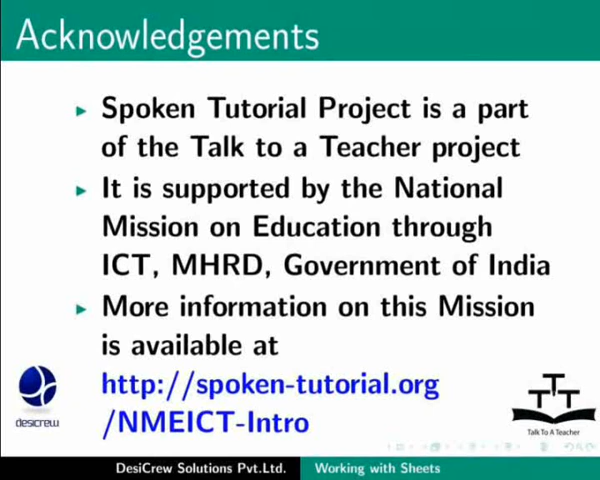 Acknowledgements
Spoken Tutorial Project is a part
of the Talk to a Teacher project
It is supported by the National
Mission on Education through
ICT, MHRD, Government of India
More information on this Mission
is available at
http://spoken-tutorial.org
/NMEICT-Intro
desicrew
TTT
Talk To A Teacher
DesiCrew Solutions Pvt.Ltd.
Working with Sheets